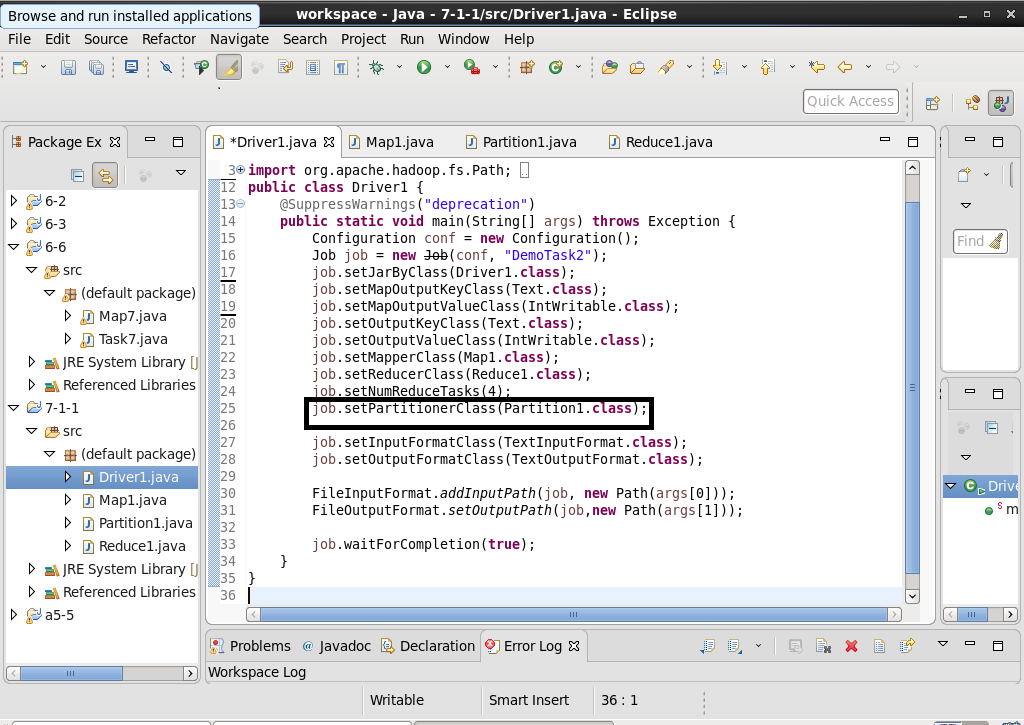 Browse and run installed applications
workspace - Java - 7-1-1/src/Driver1.java - Eclipse
File Edit Source Refactor Navigate Search Project Run Window Help
Quick Access
Package Ex
*Driver1.java Map1.java Partition1.java Reduce1.java
6-2
6-3
6-6
src
(default package)
Map7.java
Task7.java
JRE System Library [J
Referenced Libraries
7-1-1
src
(default package)
Driver1.java
Map1.java
Partition1.java
Reduce1.java
JRE System Library [J
Referenced Libraries
a5-5
3 import org.apache.hadoop.fs.Path;
12 public class Driver1 {
13 @SuppressWarnings("deprecation")
14 public static void main(String[] args) throws Exception {
15 Configuration conf = new Configuration();
16 Job job = new Job(conf, "DemoTask2");
17 job.setJarByClass(Driver1.class);
18 job.setMapOutputKeyClass(Text.class);
19 job.setMapOutputValueClass(IntWritable.class);
20 job.setOutputKeyClass(Text.class);
21 job.setOutputValueClass(IntWritable.class);
22 job.setMapperClass(Map1.class);
23 job.setReducerClass(Reduce1.class);
24 job.setNumReduceTasks(4);
25 job.setPartitionerClass(Partition1.class);
26
27 job.setInputFormatClass(TextInputFormat.class);
28 job.setOutputFormatClass(TextOutputFormat.class);
29
30 FileInputFormat.addInputPath(job, new Path(args[0]));
31 FileOutputFormat.setOutputPath(job,new Path(args[1]));
32
33 job.waitForCompletion(true);
34 }
35 }
36
Find
Drive
m
Problems @ Javadoc Declaration Error Log
Workspace Log
Writable Smart Insert 36 : 1